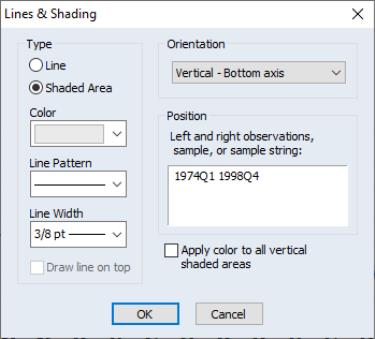 Lines & Shading
Type
Line
Shaded Area
Color
Line Pattern
Line Width
3/8 pt
Draw line on top
Orientation
Vertical - Bottom axis
Position
Left and right observations,
sample, or sample string:
1974Q1 1998Q4
Apply color to all vertical
shaded areas
OK
Cancel